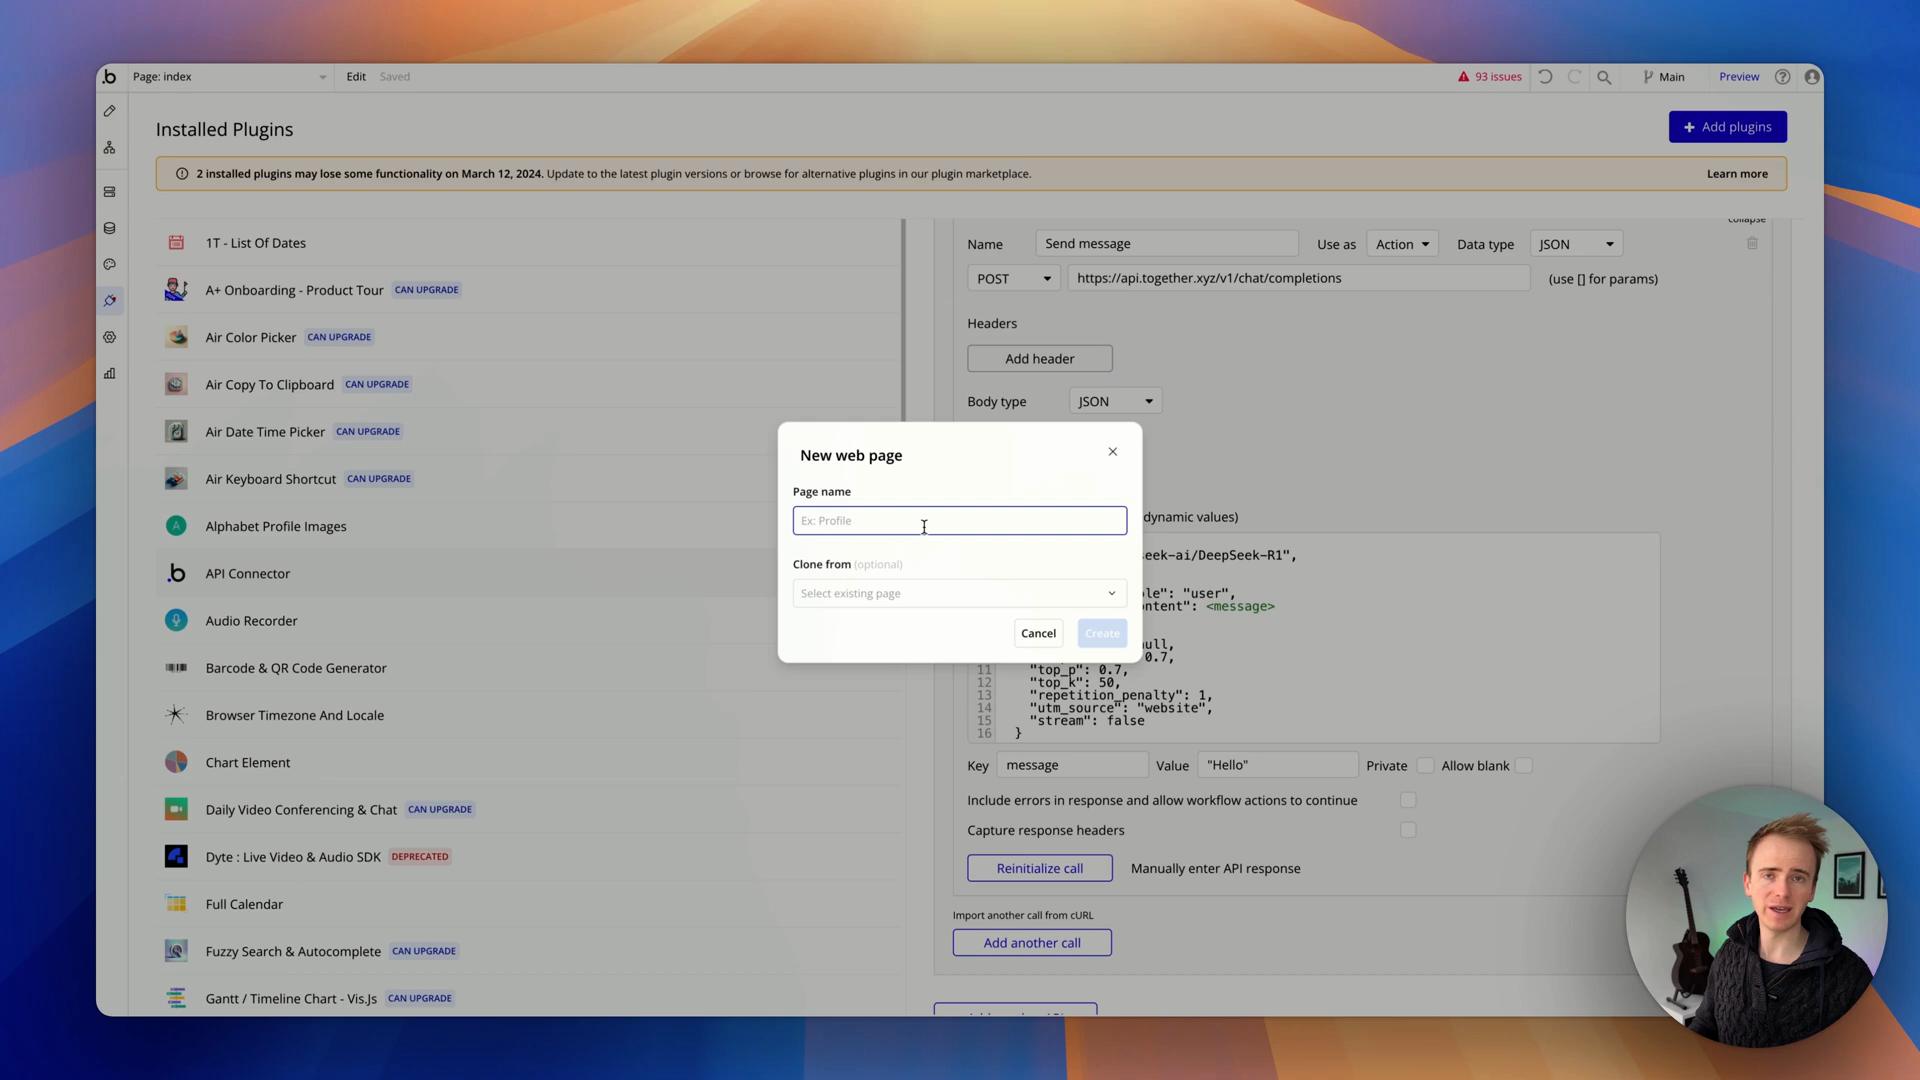 Page: index
Edit
Saved
93 issues
Main
Preview
Installed Plugins
Add plugins
2 installed plugins may lose some functionality on March 12, 2024. Update to the latest plugin versions or browse for alternative plugins in our plugin marketplace.
Learn more
1T - List Of Dates
A+ Onboarding - Product Tour CAN UPGRADE
Air Color Picker CAN UPGRADE
Air Copy To Clipboard CAN UPGRADE
Air Date Time Picker CAN UPGRADE
Air Keyboard Shortcut CAN UPGRADE
A Alphabet Profile Images
API Connector
Audio Recorder
Barcode & QR Code Generator
Browser Timezone And Locale
Chart Element
Daily Video Conferencing & Chat CAN UPGRADE
Dyte : Live Video & Audio SDK DEPRECATED
Full Calendar
Fuzzy Search & Autocomplete CAN UPGRADE
Gantt / Timeline Chart - Vis.Js CAN UPGRADE
collapse
Name Send message Use as Action Data type JSON
POST https://api.together.xyz/v1/chat/completions (use [] for params)
Headers
Add header
Body type JSON
New web page
Page name
Ex: Profile
Clone from (optional)
Select existing page
Cancel Create
dynamic values)
eek-ai/DeepSeek-R1",
le": "user",
ntent": <message>
ull,
0.7,
11 "top_p": 0.7,
12 "top_k": 50,
13 "repetition_penalty": 1,
14 "utm_source": "website",
15 "stream": false
16 }
Key message Value "Hello" Private Allow blank
Include errors in response and allow workflow actions to continue
Capture response headers
Reinitialize call Manually enter API response
Import another call from cURL
Add another call